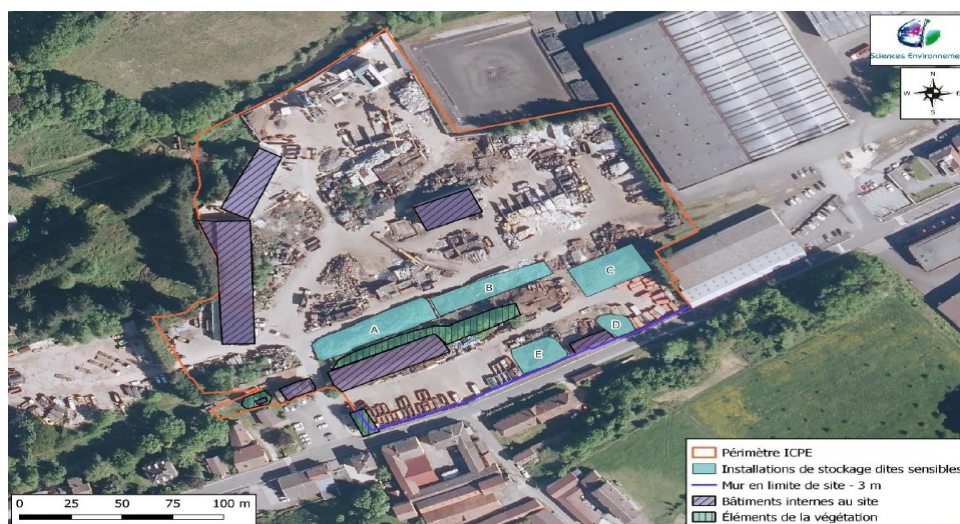 Sciences Environnement
N
W E
S
A
B
C
D
E
0 25 50 75 100 m
Périmètre ICPE
Installations de stockage dites sensibles
Mur en limite de site - 3 m
Bâtiments internes au site
Éléments de la végétation